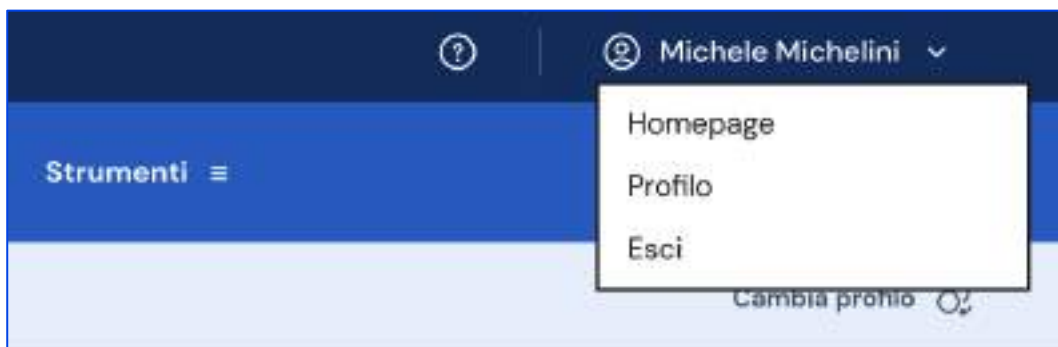 Michele Michelini
Homepage
Strumenti
Profilo
Esci
Cambia profilo